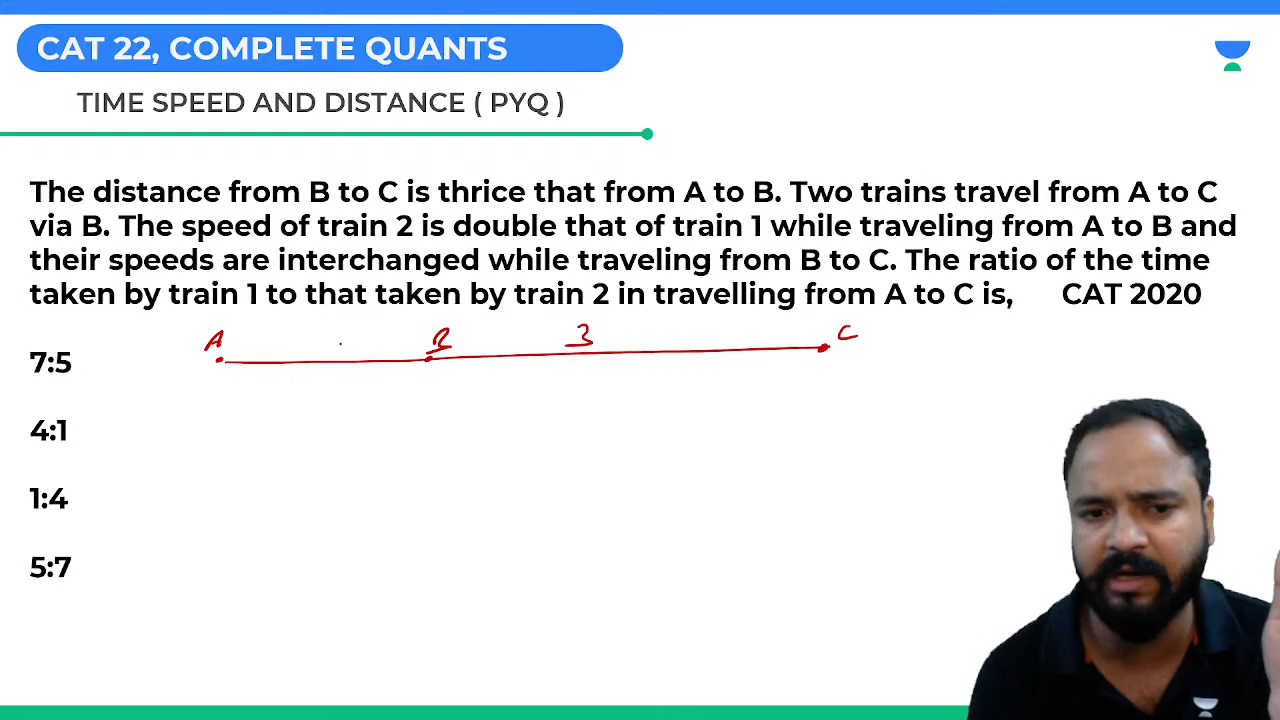 CAT 22, COMPLETE QUANTS
TIME SPEED AND DISTANCE ( PYQ )
The distance from B to C is thrice that from A to B. Two trains travel from A to C
via B. The speed of train 2 is double that of train 1 while traveling from A to B and
their speeds are interchanged while traveling from B to C. The ratio of the time
taken by train 1 to that taken by train 2 in travelling from A to C is, CAT 2020
A B 3 C
7:5
4:1
1:4
5:7